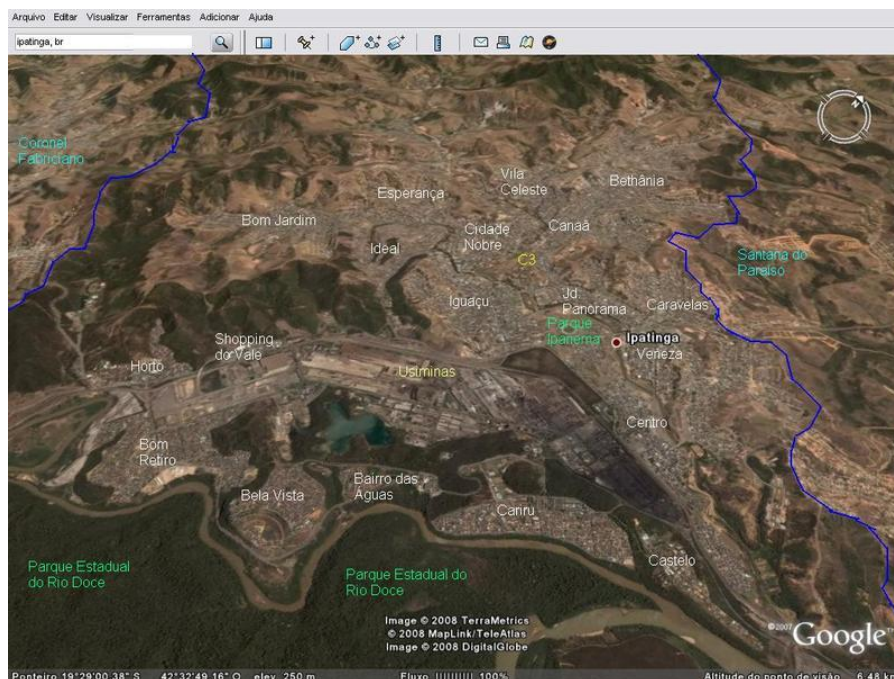 Arquivo Editar Visualizar Ferramentas Adicionar Ajuda
ipatinga, br
Coronel
Fabriciano
Vila
Celeste
Bethânia
Esperança
Bom Jardim
Canaã
Cidade
Nobre
Ideal
C3
Santana do
Paraíso
Iguaçu
Jd
Panorama
Caravelas
Parque
Ipanema
Ipatinga
Veneza
Shopping
do Vale
Horto
Usiminas
Centro
Bom
Retiro
Bairro das
Águas
Bela Vista
Cariru
Castelo
Parque Estadual
do Rio Doce
Parque Estadual do
Rio Doce
Image © 2008 TerraMetrics
© 2008 MapLink/TeleAtlas
Image © 2008 DigitalGlobe
©2007 Google™
Ponteiro 19°29'00.38" S 42°32'49.16" O elev. 250 m Fluxo ||||||||| 100% Altitude do ponto de visão 6.48 k